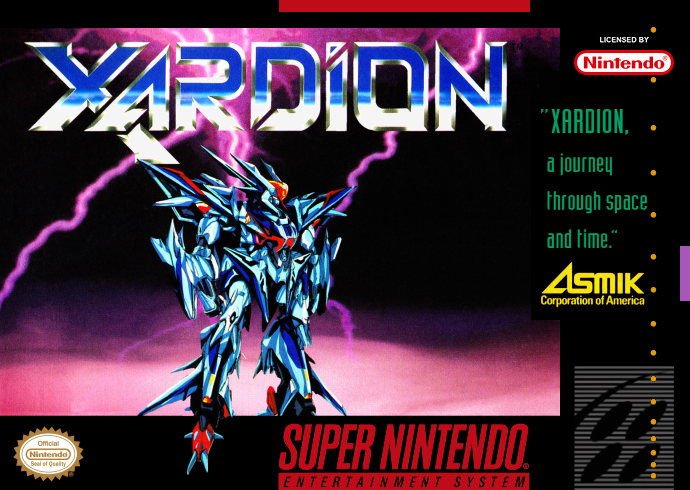 XARDION
LICENSED BY
Nintendo®
"XARDION,
a journey
through space
and time."
ASMIK
Corporation of America
Official
Nintendo
Seal of Quality
SUPER NINTENDO®
ENTERTAINMENT SYSTEM